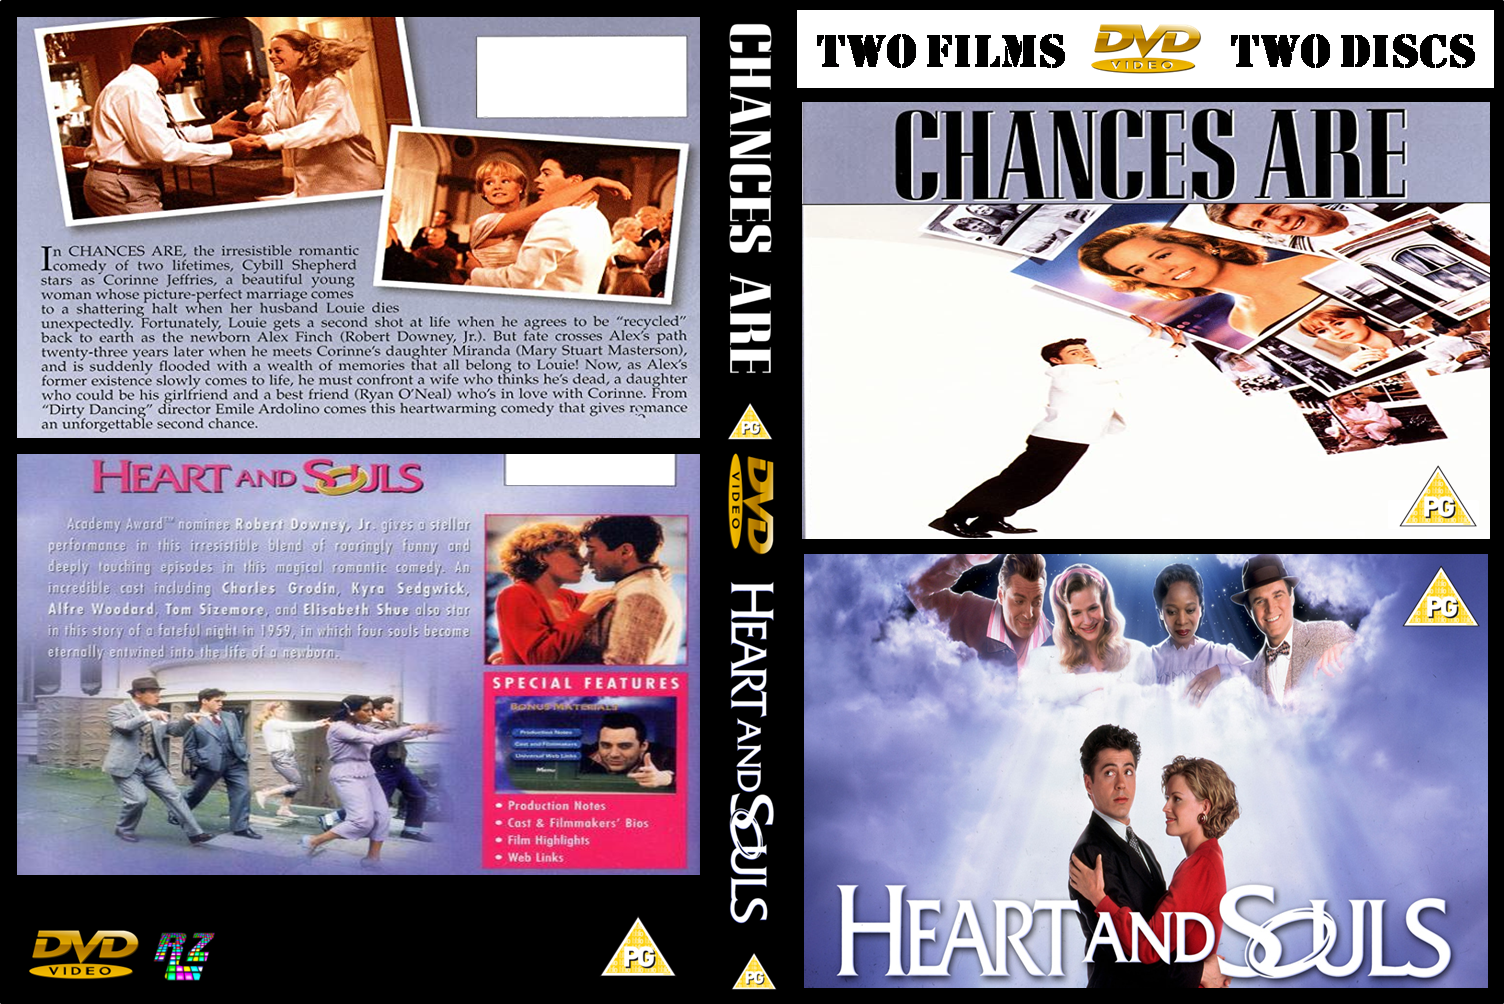 In CHANCES ARE, the irresistible romantic
comedy of two lifetimes, Cybill Shepherd
stars as Corinne Jeffries, a beautiful young
woman whose picture-perfect marriage comes
to a shattering halt when her husband Louie dies
unexpectedly. Fortunately, Louie gets a second shot at life when he agrees to be “recycled”
back to earth as the newborn Alex Finch (Robert Downey, Jr.). But fate crosses Alex’s path
twenty-three years later when he meets Corinne’s daughter Miranda (Mary Stuart Masterson),
and is suddenly flooded with a wealth of memories that all belong to Louie! Now, as Alex’s
former existence slowly comes to life, he must confront a wife who thinks he’s dead, a daughter
who could be his girlfriend and a best friend (Ryan O’Neal) who’s in love with Corinne. From
“Dirty Dancing” director Emile Ardolino comes this heartwarming comedy that gives romance
an unforgettable second chance.
HEART AND SOULS
Academy Award™ nominee Robert Downey, Jr. gives a stellar
performance in this irresistible blend of roaringly funny and
deeply touching episodes in this magical romantic comedy. An
incredible cast including Charles Grodin, Kyra Sedgwick,
Alfre Woodard, Tom Sizemore, and Elisabeth Shue also star
in this story of a fateful night in 1959, in which four souls become
eternally entwined into the life of a newborn.
SPECIAL FEATURES
BONUS MATERIALS
Production Notes
Cast and Filmmakers
Universal Web Links
Menu
• Production Notes
• Cast & Filmmakers' Bios
• Film Highlights
• Web Links
DVD
VIDEO
PG
CHANCES ARE
PG
DVD
VIDEO
HEART AND SOULS
PG
TWO FILMS DVD VIDEO TWO DISCS
CHANCES ARE
PG
PG
HEART AND SOULS